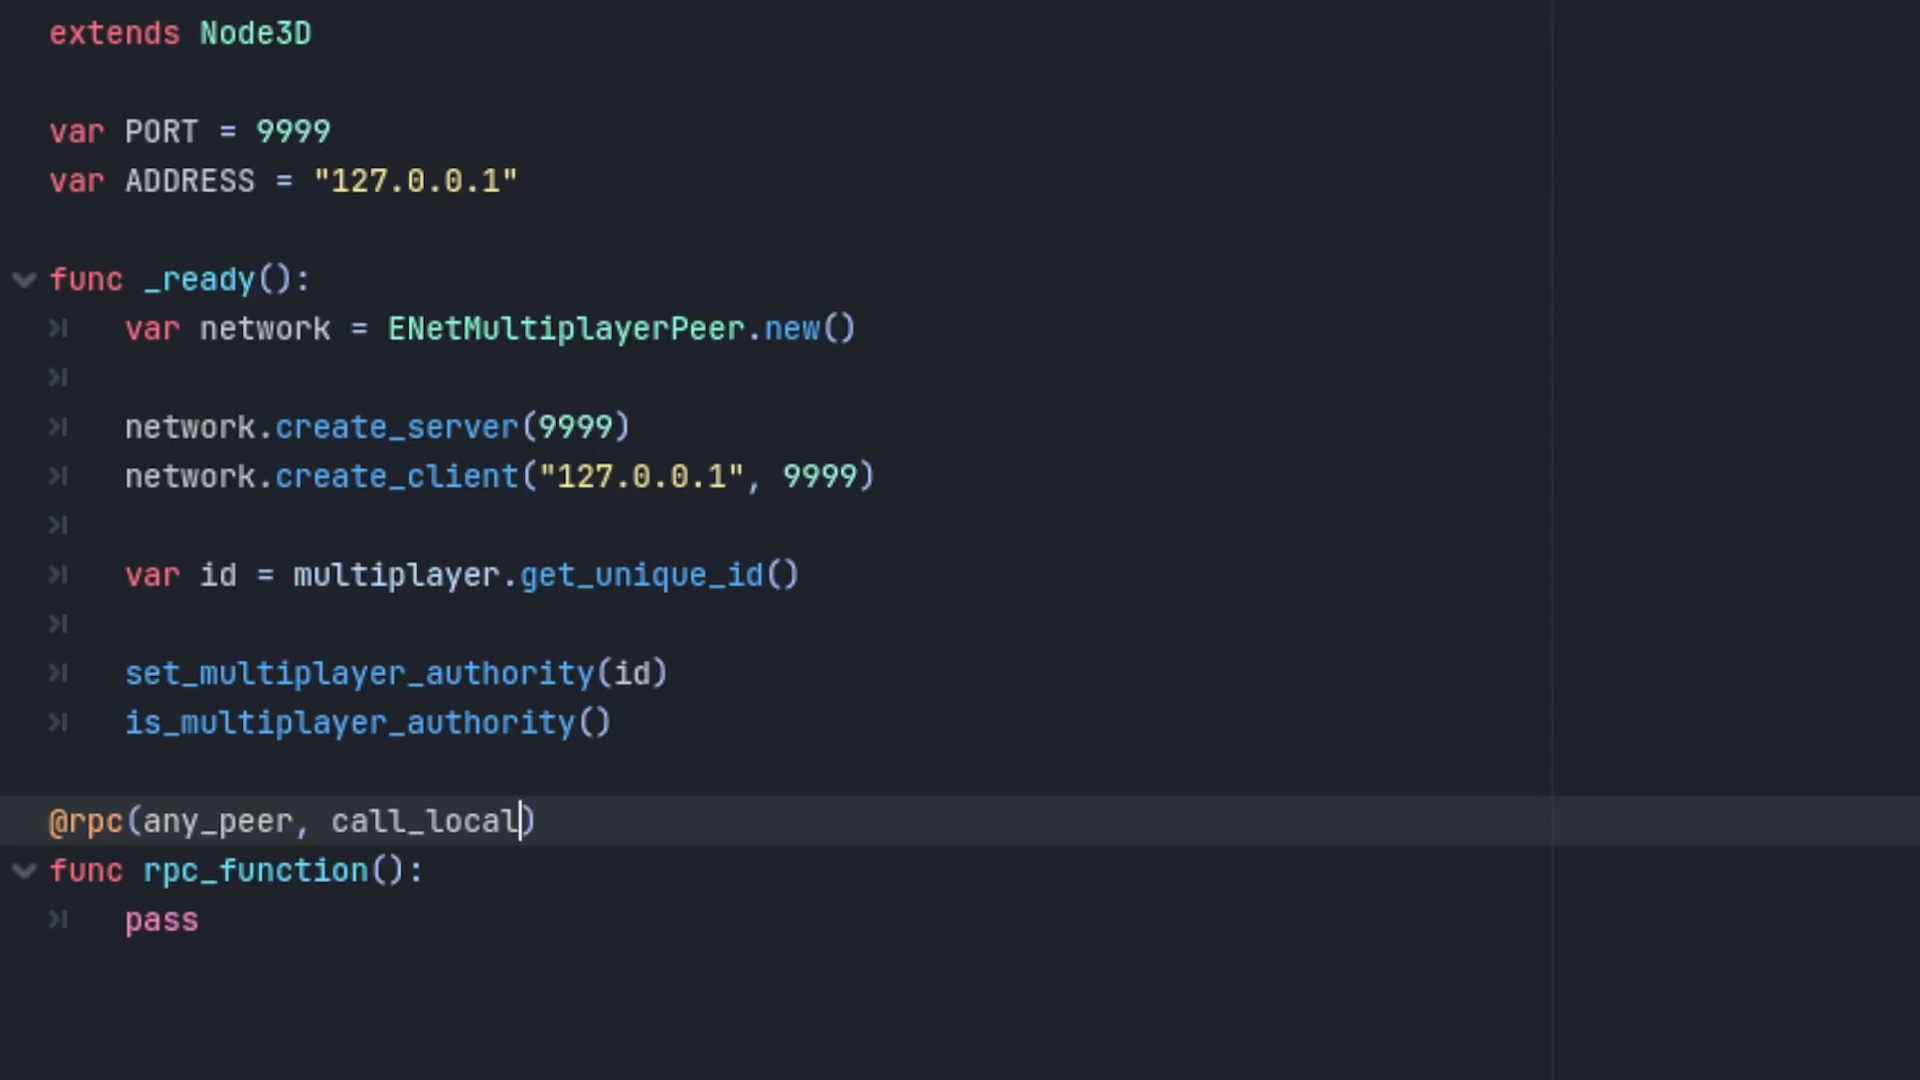 extends Node3D
var PORT = 9999
var ADDRESS = "127.0.0.1"
func _ready():
var network = ENetMultiplayerPeer.new()
network.create_server(9999)
network.create_client("127.0.0.1", 9999)
var id = multiplayer.get_unique_id()
set_multiplayer_authority(id)
is_multiplayer_authority()
@rpc(any_peer, call_local)
func rpc_function():
pass